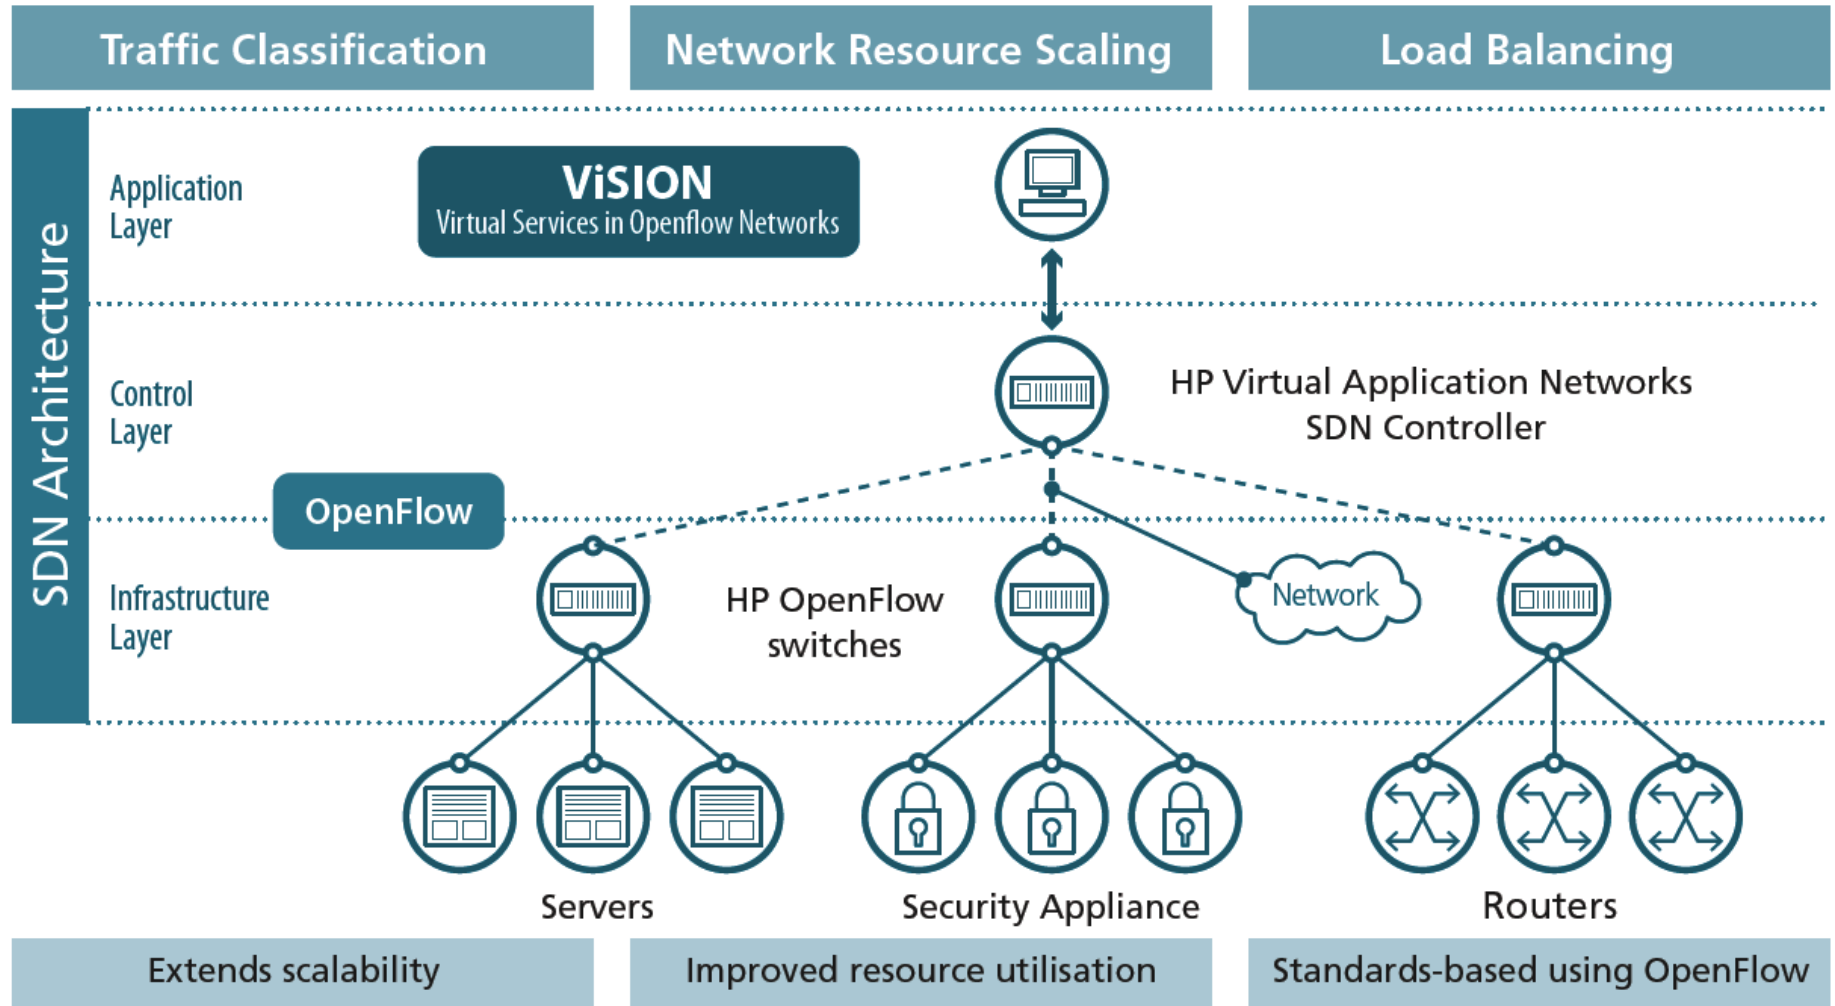 Traffic Classification
Network Resource Scaling
Load Balancing
SDN Architecture
Application
Layer
ViSION
Virtual Services in Openflow Networks
Control
Layer
HP Virtual Application Networks
SDN Controller
OpenFlow
Infrastructure
Layer
HP OpenFlow
switches
Network
Servers
Security Appliance
Routers
Extends scalability
Improved resource utilisation
Standards-based using OpenFlow